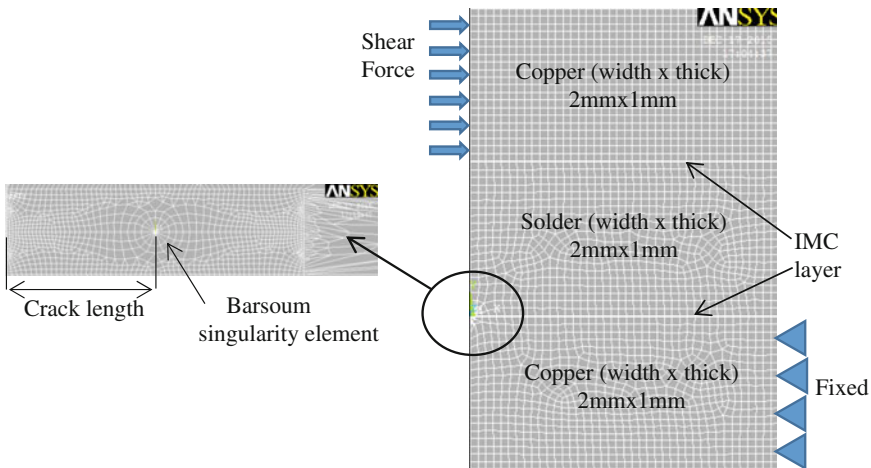 ANSYS
Shear
Force
Copper (width x thick)
2mmx1mm
ANSYS
Solder (width x thick)
2mmx1mm
IMC
layer
Crack length
Barsoum
singularity element
Copper (width x thick)
2mmx1mm
Fixed